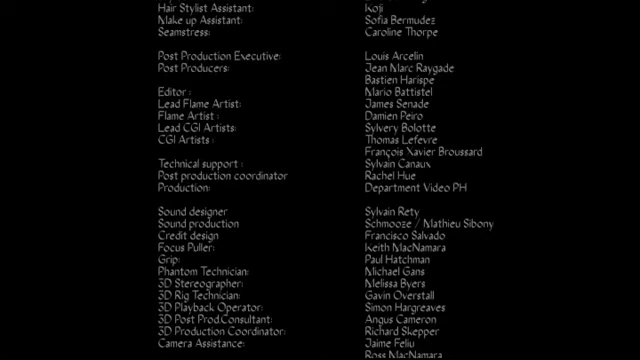 Hair Stylist Assistant: Koji
Make up Assistant: Sofia Bermudez
Seamstress: Caroline Thorpe
Post Production Executive: Louis Arcelin
Post Producers: Jean Marc Raygade
Bastien Harispe
Editor : Mario Battistel
Lead Flame Artist: James Senade
Flame Artist : Damien Peiro
Lead CGI Artists: Sylvery Bolotte
CGI Artists : Thomas Lefevre
François Xavier Broussard
Technical support : Sylvain Canaux
Post production coordinator Rachel Hue
Production: Department Video PH
Sound designer Sylvain Rety
Sound production Schmooze / Mathieu Sibony
Credit design Francisco Salvado
Focus Puller: Keith MacNamara
Grip: Paul Hatchman
Phantom Technician: Michael Gans
3D Stereographer: Melissa Byers
3D Rig Technician: Gavin Overstall
3D Playback Operator: Simon Hargreaves
3D Post Prod.Consultant: Angus Cameron
3D Production Coordinator: Richard Skepper
Camera Assistance: Jaime Feliu
Ross MacNamara